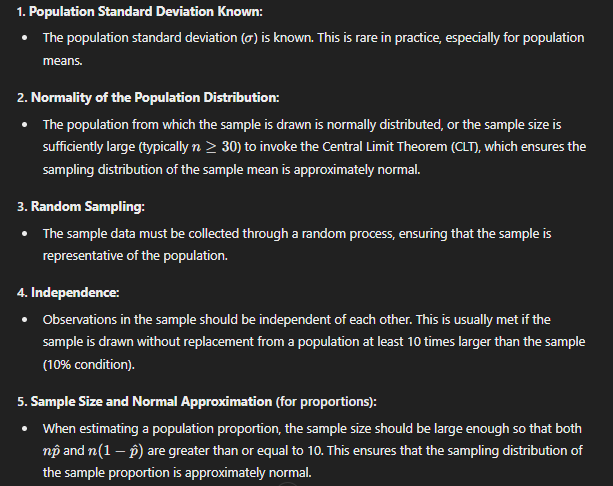 1. Population Standard Deviation Known:
• The population standard deviation (σ) is known. This is rare in practice, especially for population
means.
2. Normality of the Population Distribution:
• The population from which the sample is drawn is normally distributed, or the sample size is
sufficiently large (typically n ≥ 30) to invoke the Central Limit Theorem (CLT), which ensures the
sampling distribution of the sample mean is approximately normal.
3. Random Sampling:
• The sample data must be collected through a random process, ensuring that the sample is
representative of the population.
4. Independence:
• Observations in the sample should be independent of each other. This is usually met if the
sample is drawn without replacement from a population at least 10 times larger than the sample
(10% condition).
5. Sample Size and Normal Approximation (for proportions):
• When estimating a population proportion, the sample size should be large enough so that both
np̂ and n(1 − p̂) are greater than or equal to 10. This ensures that the sampling distribution of
the sample proportion is approximately normal.